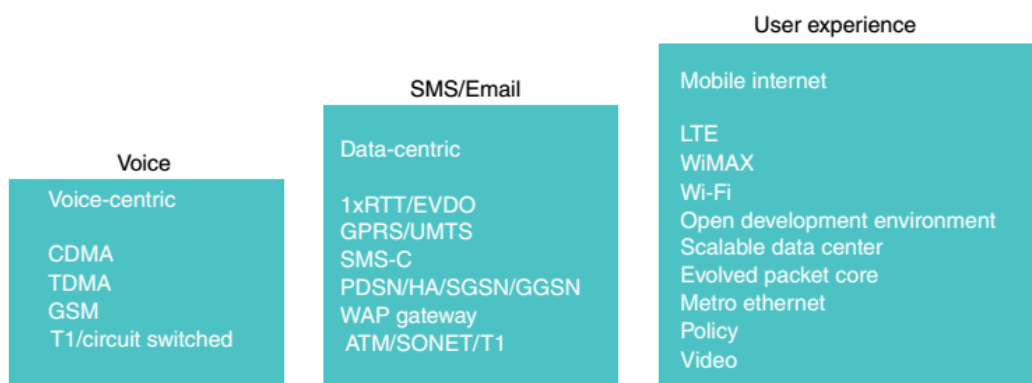 Voice
Voice-centric
CDMA
TDMA
GSM
T1/circuit switched
SMS/Email
Data-centric
1xRTT/EVDO
GPRS/UMTS
SMS-C
PDSN/HA/SGSN/GGSN
WAP gateway
ATM/SONET/T1
User experience
Mobile internet
LTE
WiMAX
Wi-Fi
Open development environment
Scalable data center
Evolved packet core
Metro ethernet
Policy
Video